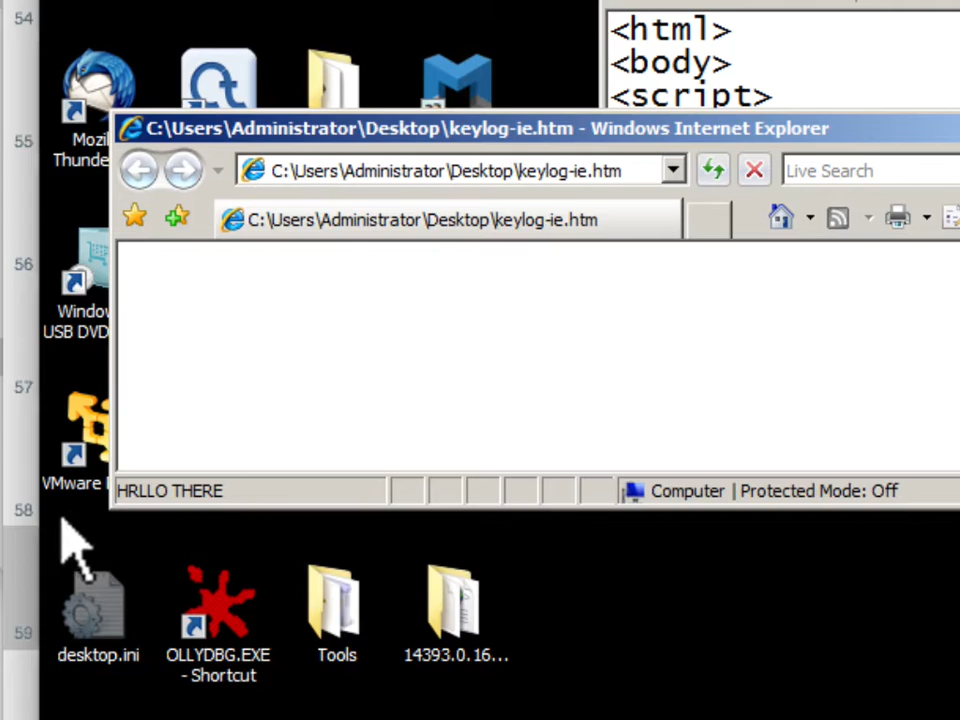 54
<html>
<body>
<script>
C:\Users\Administrator\Desktop\keylog-ie.htm - Windows Internet Explorer
55
Mozil
Thunde
C:\Users\Administrator\Desktop\keylog-ie.htm
Live Search
C:\Users\Administrator\Desktop\keylog-ie.htm
56
Window
USB DVD
57
VMware
HRLLO THERE
Computer | Protected Mode: Off
58
59
desktop.ini
OLLYDBG.EXE
- Shortcut
Tools
14393.0.16...